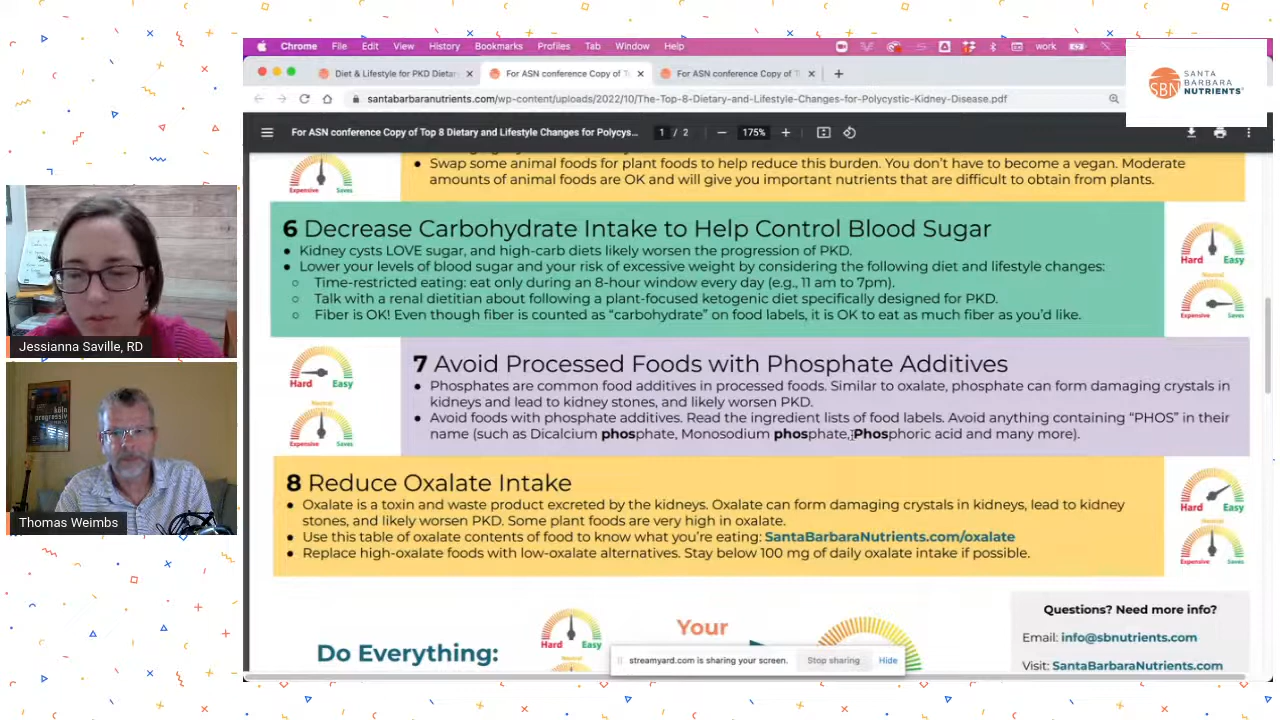 Chrome File Edit View History Bookmarks Profiles Tab Window Help
work
Diet & Lifestyle for PKD Dietar
For ASN conference Copy of T
For ASN conference Copy of T
santabarbaranutrients.com/wp-content/uploads/2022/10/The-Top-8-Dietary-and-Lifestyle-Changes-for-Polycystic-Kidney-Disease.pdf
SANTA
BARBARA
NUTRIENTS
SBN
For ASN conference Copy of Top 8 Dietary and Lifestyle Changes for Polycys...
1 / 2
175%
Expensive Saves
● Swap some animal foods for plant foods to help reduce this burden. You don't have to become a vegan. Moderate
amounts of animal foods are OK and will give you important nutrients that are difficult to obtain from plants.
6 Decrease Carbohydrate Intake to Help Control Blood Sugar
● Kidney cysts LOVE sugar, and high-carb diets likely worsen the progression of PKD.
● Lower your levels of blood sugar and your risk of excessive weight by considering the following diet and lifestyle changes:
○ Time-restricted eating: eat only during an 8-hour window every day (e.g., 11 am to 7pm).
○ Talk with a renal dietitian about following a plant-focused ketogenic diet specifically designed for PKD.
○ Fiber is OK! Even though fiber is counted as "carbohydrate" on food labels, it is OK to eat as much fiber as you'd like.
Hard Easy
Neutral
Expensive Saves
Hard Easy
Neutral
Expensive Saves
7 Avoid Processed Foods with Phosphate Additives
● Phosphates are common food additives in processed foods. Similar to oxalate, phosphate can form damaging crystals in
kidneys and lead to kidney stones, and likely worsen PKD.
● Avoid foods with phosphate additives. Read the ingredient lists of food labels. Avoid anything containing "PHOS" in their
name (such as Dicalcium phosphate, Monosodium phosphate, Phosphoric acid and many more).
8 Reduce Oxalate Intake
● Oxalate is a toxin and waste product excreted by the kidneys. Oxalate can form damaging crystals in kidneys, lead to kidney
stones, and likely worsen PKD. Some plant foods are very high in oxalate.
● Use this table of oxalate contents of food to know what you're eating: SantaBarbaraNutrients.com/oxalate
● Replace high-oxalate foods with low-oxalate alternatives. Stay below 100 mg of daily oxalate intake if possible.
Hard Easy
Neutral
Expensive Saves
Do Everything:
Hard Easy
Your
Questions? Need more info?
Email: info@sbnutrients.com
Visit: SantaBarbaraNutrients.com
streamyard.com is sharing your screen.
Stop sharing
Hide
Jessianna Saville, RD
köln
progressiv
Thomas Weimbs